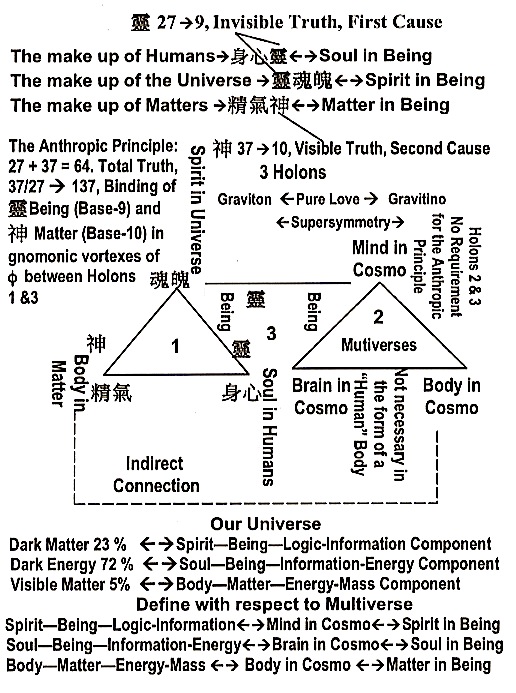 靈 27→9, Invisible Truth, First Cause
The make up of Humans→身心靈←→Soul in Being
The make up of the Universe →靈魂魄←→Spirit in Being
The make up of Matters→精氣神←→Matter in Being
The Anthropic Principle:
27 + 37 = 64. Total Truth,
37/27 → 137, Binding of
靈Being (Base-9) and
神 Matter (Base-10) in
gnomonic vortexes of
ϕ between Holons
1 &3
Spirit in Universe
神 37→10, Visible Truth, Second Cause
3 Holons
Graviton ←Pure Love→ Gravitino
←Supersymmetry→
Mind in
Cosmo
Holons 2 & 3
No Requirement
for the Anthropic
Principle
魂魄
神
Body in
Matter
精氣
1
Being
靈
靈
3
Being
身心
Soul in Humans
2
Mutiverses
Brain in
Cosmo
Not necessary in
the form of a
"Human" Body
Body in
Cosmo
Indirect
Connection
Our Universe
Dark Matter 23 % ←→Spirit—Being—Logic-Information Component
Dark Energy 72 % ←→Soul—Being—Information-Energy Component
Visible Matter 5% ←→Body—Matter—Energy-Mass Component
Define with respect to Multiverse
Spirit—Being—Logic-Information←→Mind in Cosmo←→Spirit in Being
Soul—Being—Information-Energy←→Brain in Cosmo←→Soul in Being
Body—Matter—Energy-Mass ←→ Body in Cosmo ←→Matter in Being